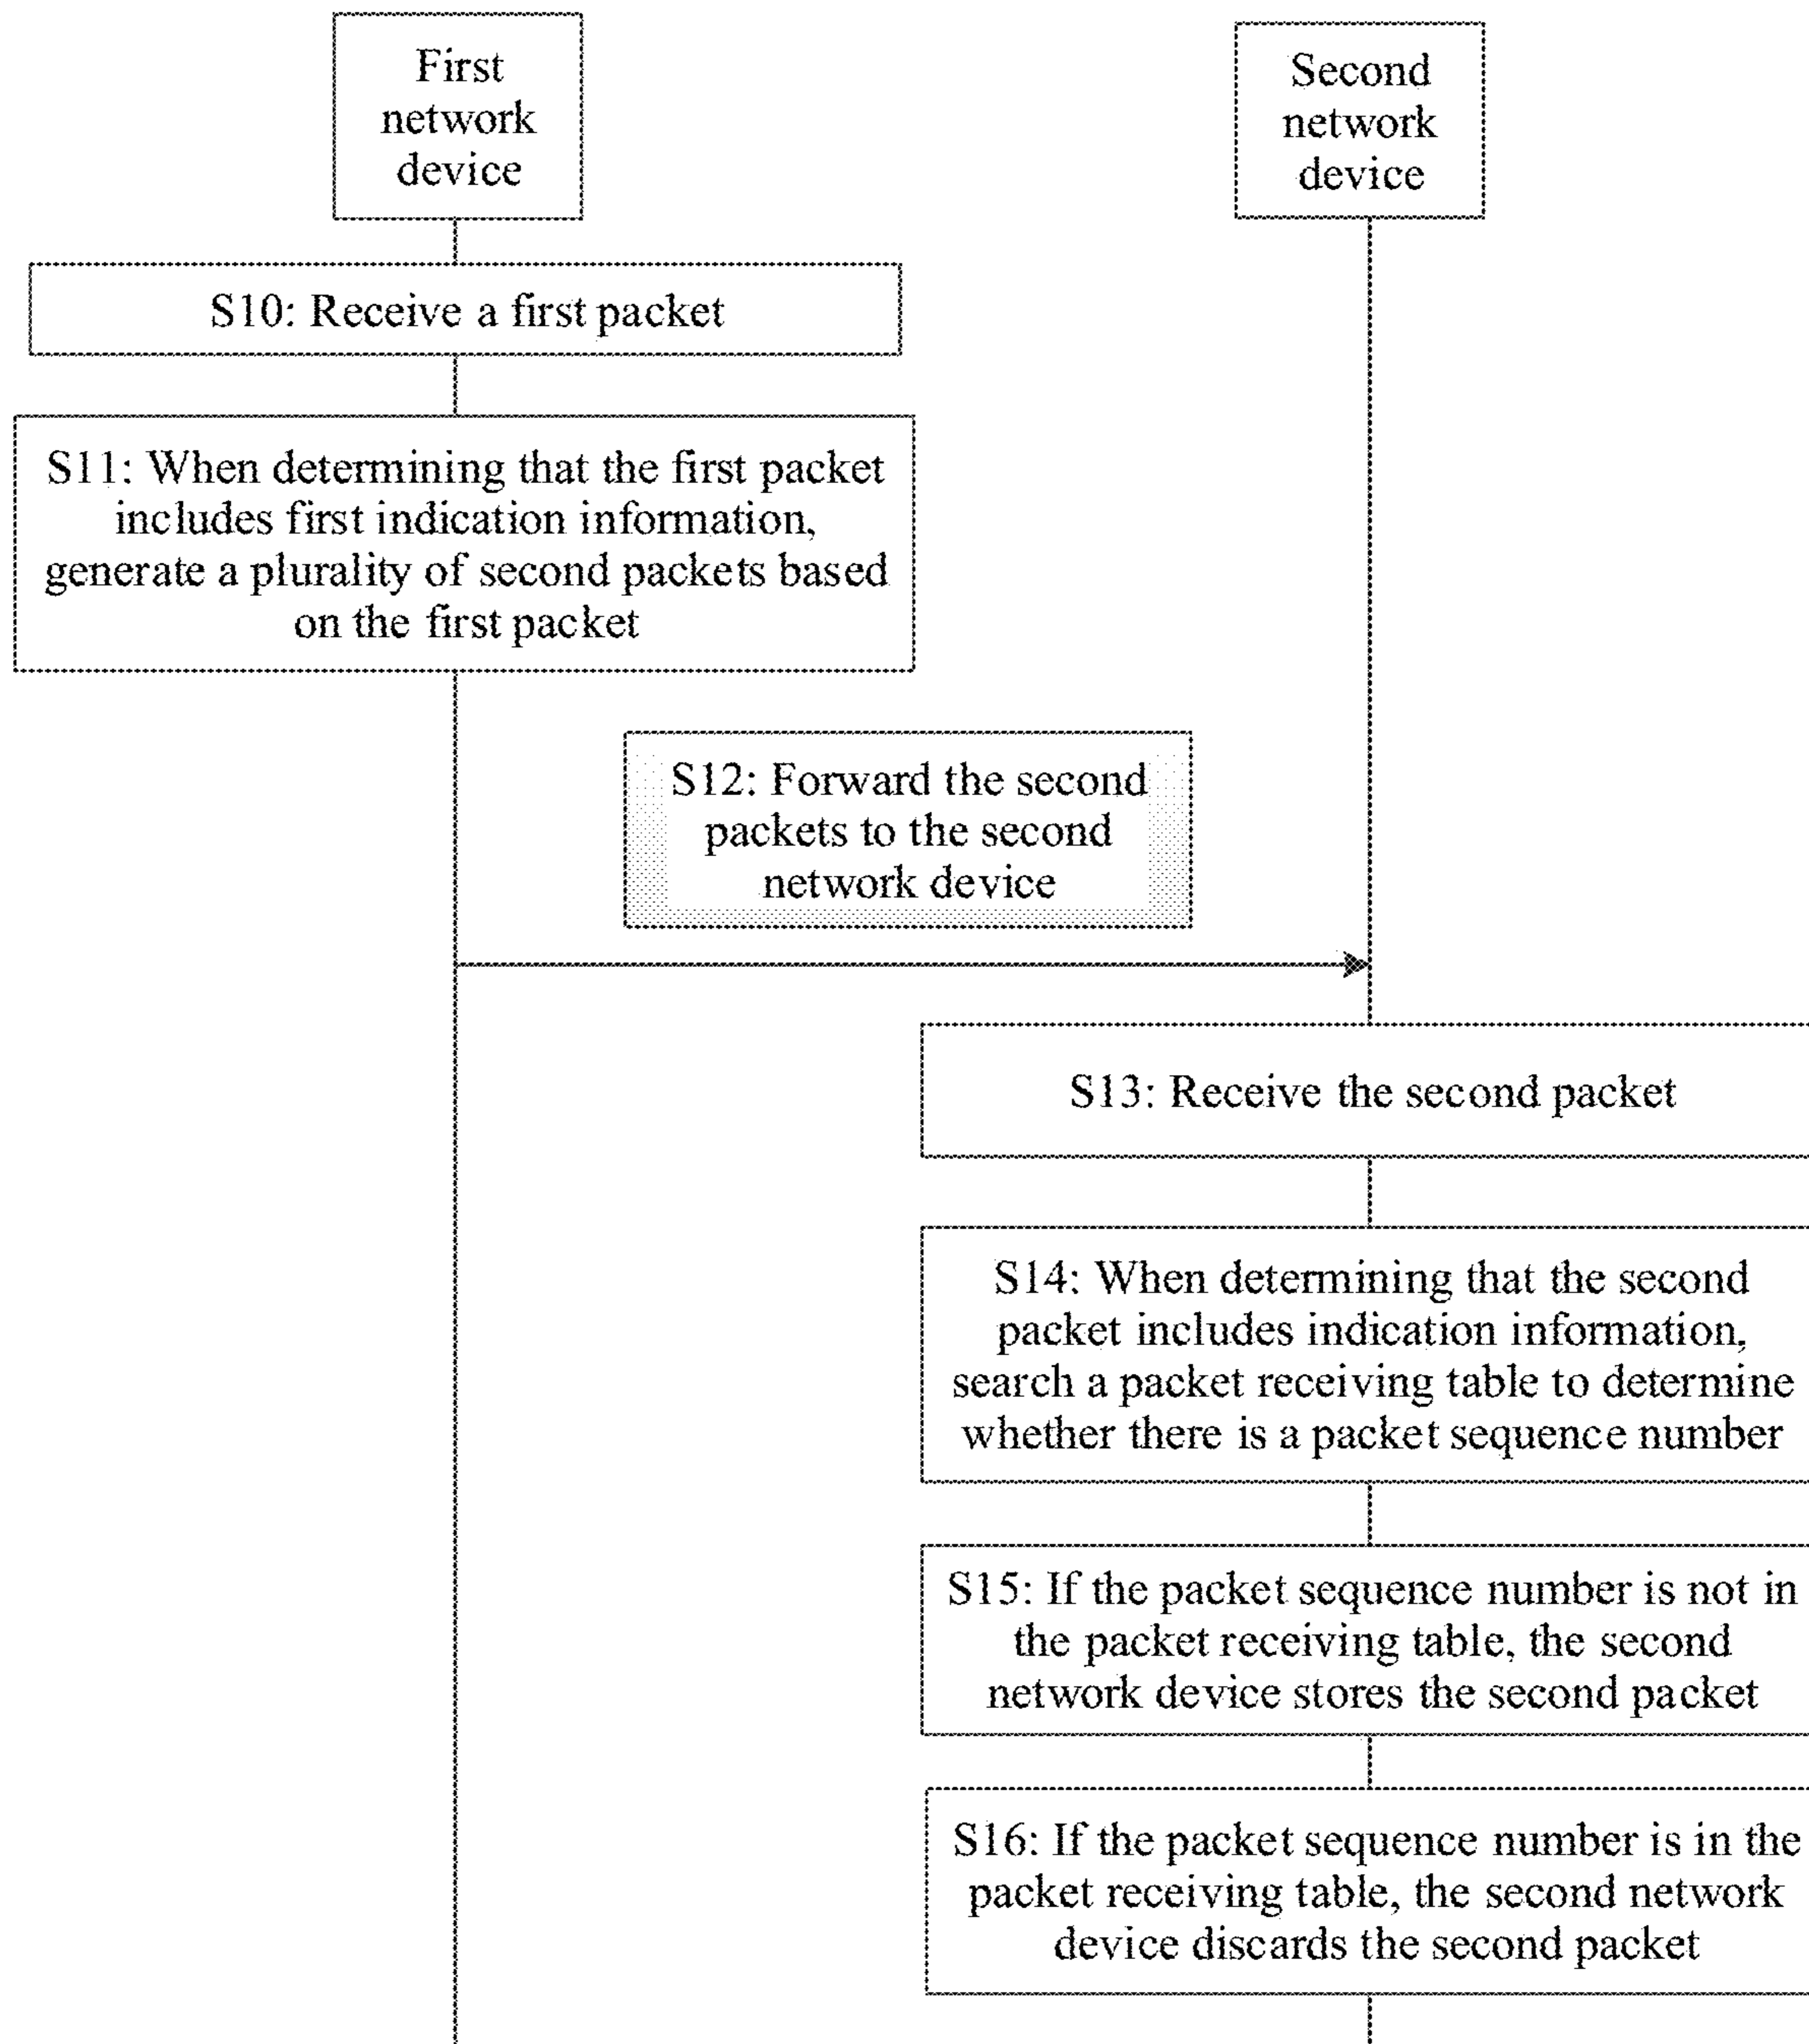 First
network
device
Second
network
device
S10: Receive a first packet
S11: When determining that the first packet
includes first indication information,
generate a plurality of second packets based
on the first packet
S12: Forward the second
packets to the second
network device
S13: Receive the second packet
S14: When determining that the second
packet includes indication information,
search a packet receiving table to determine
whether there is a packet sequence number
S15: If the packet sequence number is not in
the packet receiving table, the second
network device stores the second packet
S16: If the packet sequence number is in the
packet receiving table, the second network
device discards the second packet